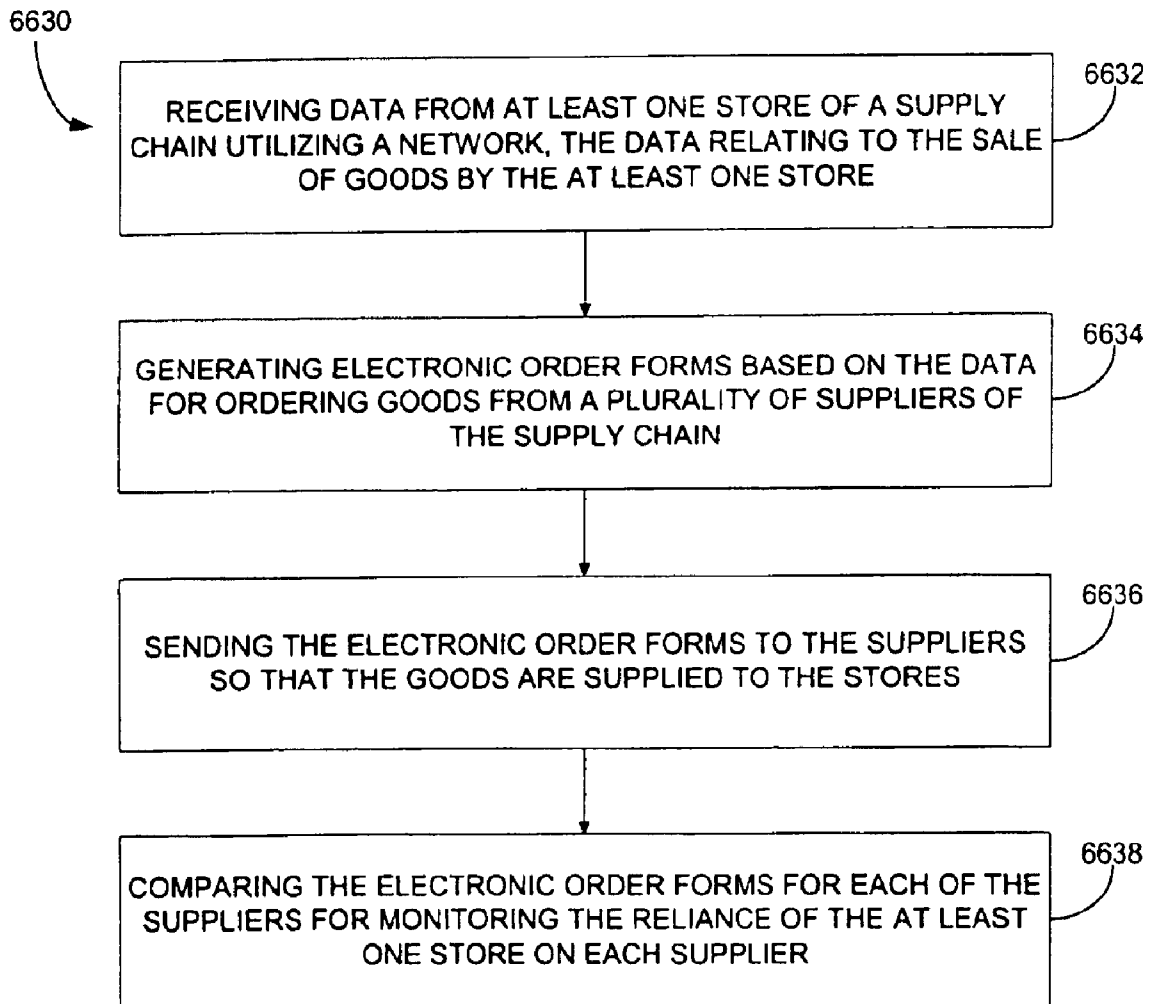 6630
6632
RECEIVING DATA FROM AT LEAST ONE STORE OF A SUPPLY
CHAIN UTILIZING A NETWORK, THE DATA RELATING TO THE SALE
OF GOODS BY THE AT LEAST ONE STORE
6634
GENERATING ELECTRONIC ORDER FORMS BASED ON THE DATA
FOR ORDERING GOODS FROM A PLURALITY OF SUPPLIERS OF
THE SUPPLY CHAIN
6636
SENDING THE ELECTRONIC ORDER FORMS TO THE SUPPLIERS
SO THAT THE GOODS ARE SUPPLIED TO THE STORES
6638
COMPARING THE ELECTRONIC ORDER FORMS FOR EACH OF THE
SUPPLIERS FOR MONITORING THE RELIANCE OF THE AT LEAST
ONE STORE ON EACH SUPPLIER